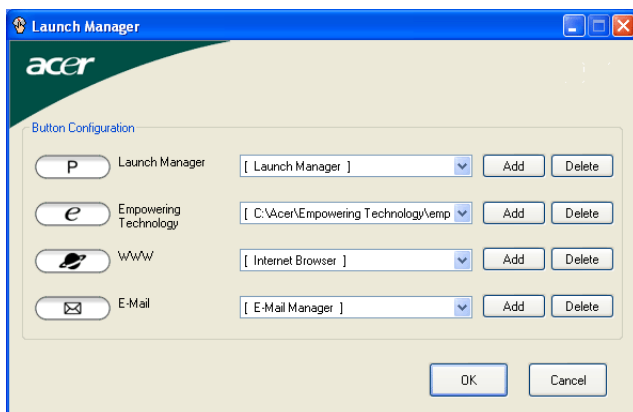 Launch Manager
acer
Button Configuration
P Launch Manager [ Launch Manager ] Add Delete
e Empowering Technology [ C:\Acer\Empowering Technology\emp Add Delete
WWW [ Internet Browser ] Add Delete
E-Mail [ E-Mail Manager ] Add Delete
OK Cancel